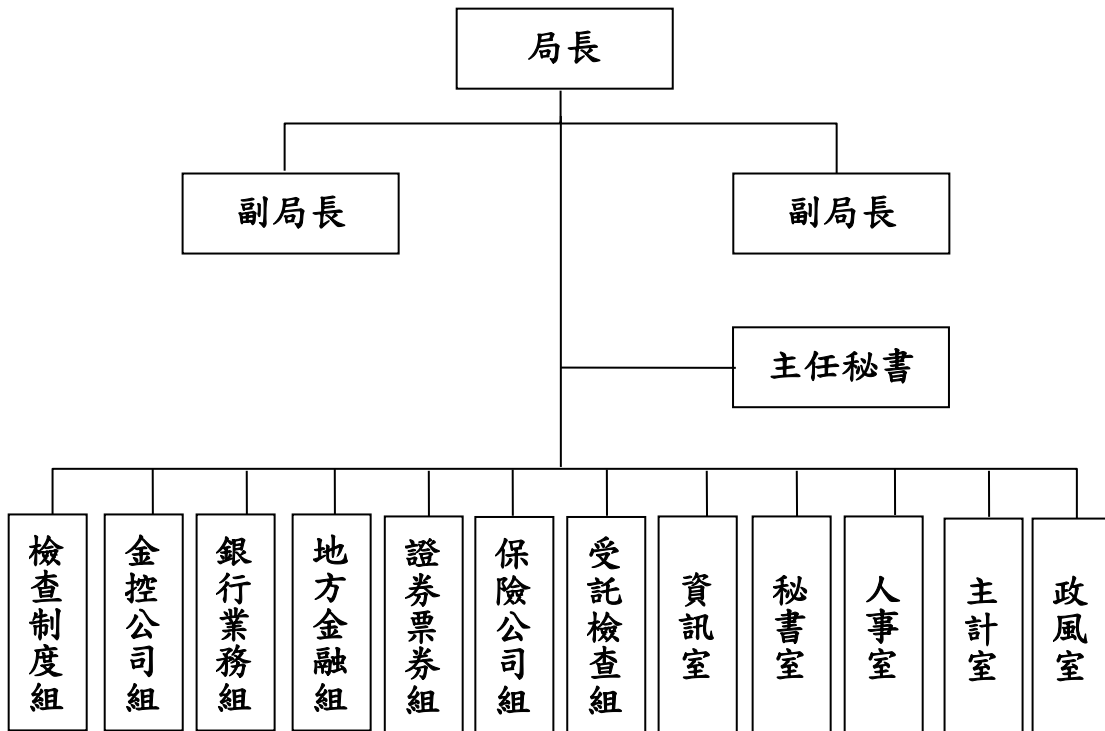 局長
副局長
副局長
主任秘書
檢查制度組
金控公司組
銀行業務組
地方金融組
證券票券組
保險公司組
受託檢查組
資訊室
秘書室
人事室
主計室
政風室